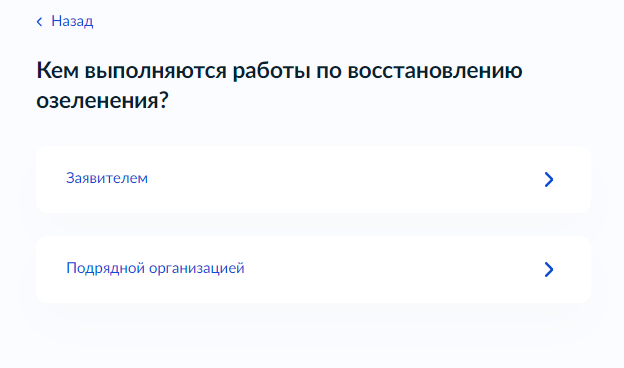 Назад
Кем выполняются работы по восстановлению
озеленения?
Заявителем
Подрядной организацией